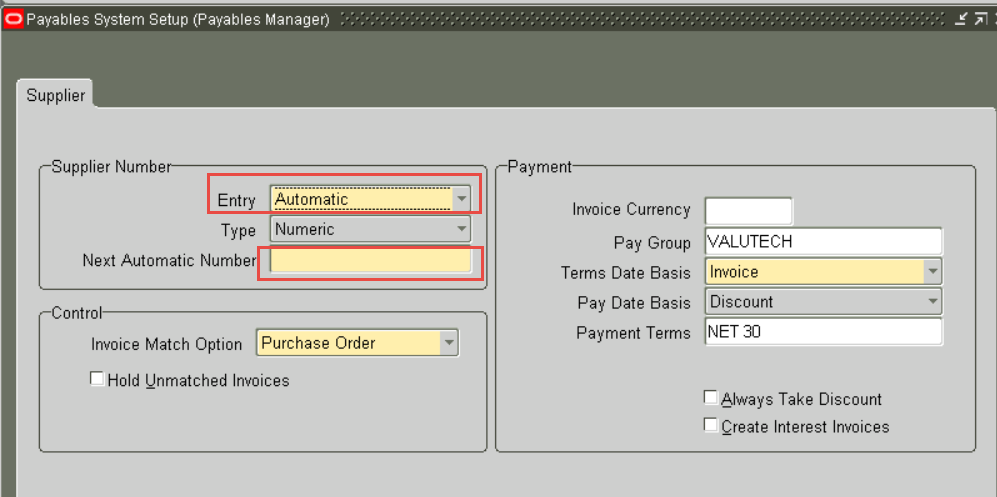 Payables System Setup (Payables Manager)
Supplier
Supplier Number
Entry Automatic
Type Numeric
Next Automatic Number
Control
Invoice Match Option Purchase Order
Hold Unmatched Invoices
Payment
Invoice Currency
Pay Group VALUTECH
Terms Date Basis Invoice
Pay Date Basis Discount
Payment Terms NET 30
Always Take Discount
Create Interest Invoices